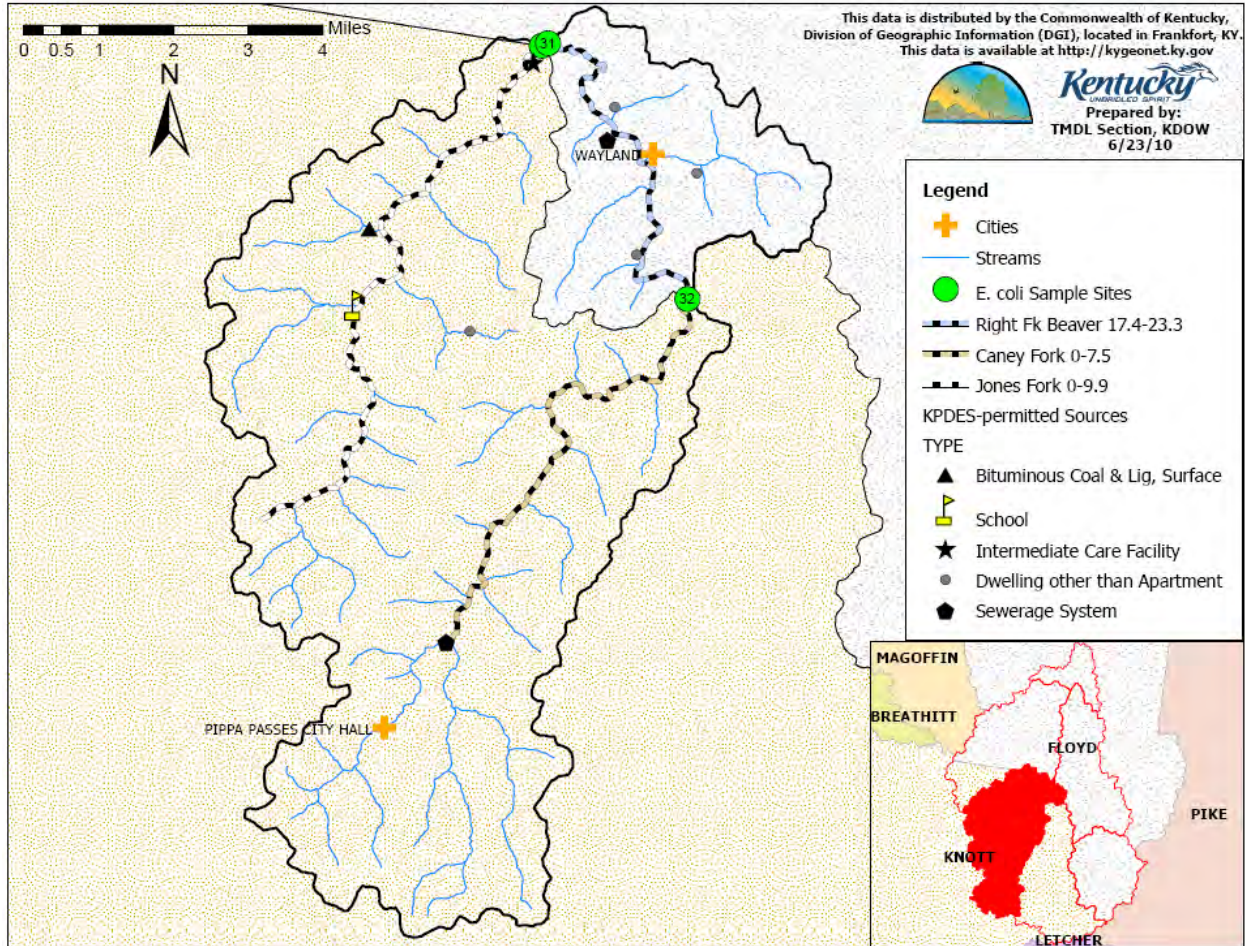 0 0.5 1 2 3 4 Miles
N
This data is distributed by the Commonwealth of Kentucky,
Division of Geographic Information (DGI), located in Frankfort, KY.
This data is available at http://kygeonet.ky.gov
Kentucky
UNBRIDLED SPIRIT
Prepared by:
TMDL Section, KDOW
6/23/10
31
WAYLAND
32
PIPPA PASSES CITY HALL
Legend
Cities
Streams
E. coli Sample Sites
Right Fk Beaver 17.4-23.3
Caney Fork 0-7.5
Jones Fork 0-9.9
KPDES-permitted Sources
TYPE
Bituminous Coal & Lig, Surface
School
Intermediate Care Facility
Dwelling other than Apartment
Sewerage System
MAGOFFIN
BREATHITT
FLOYD
PIKE
KNOTT
LETCHER